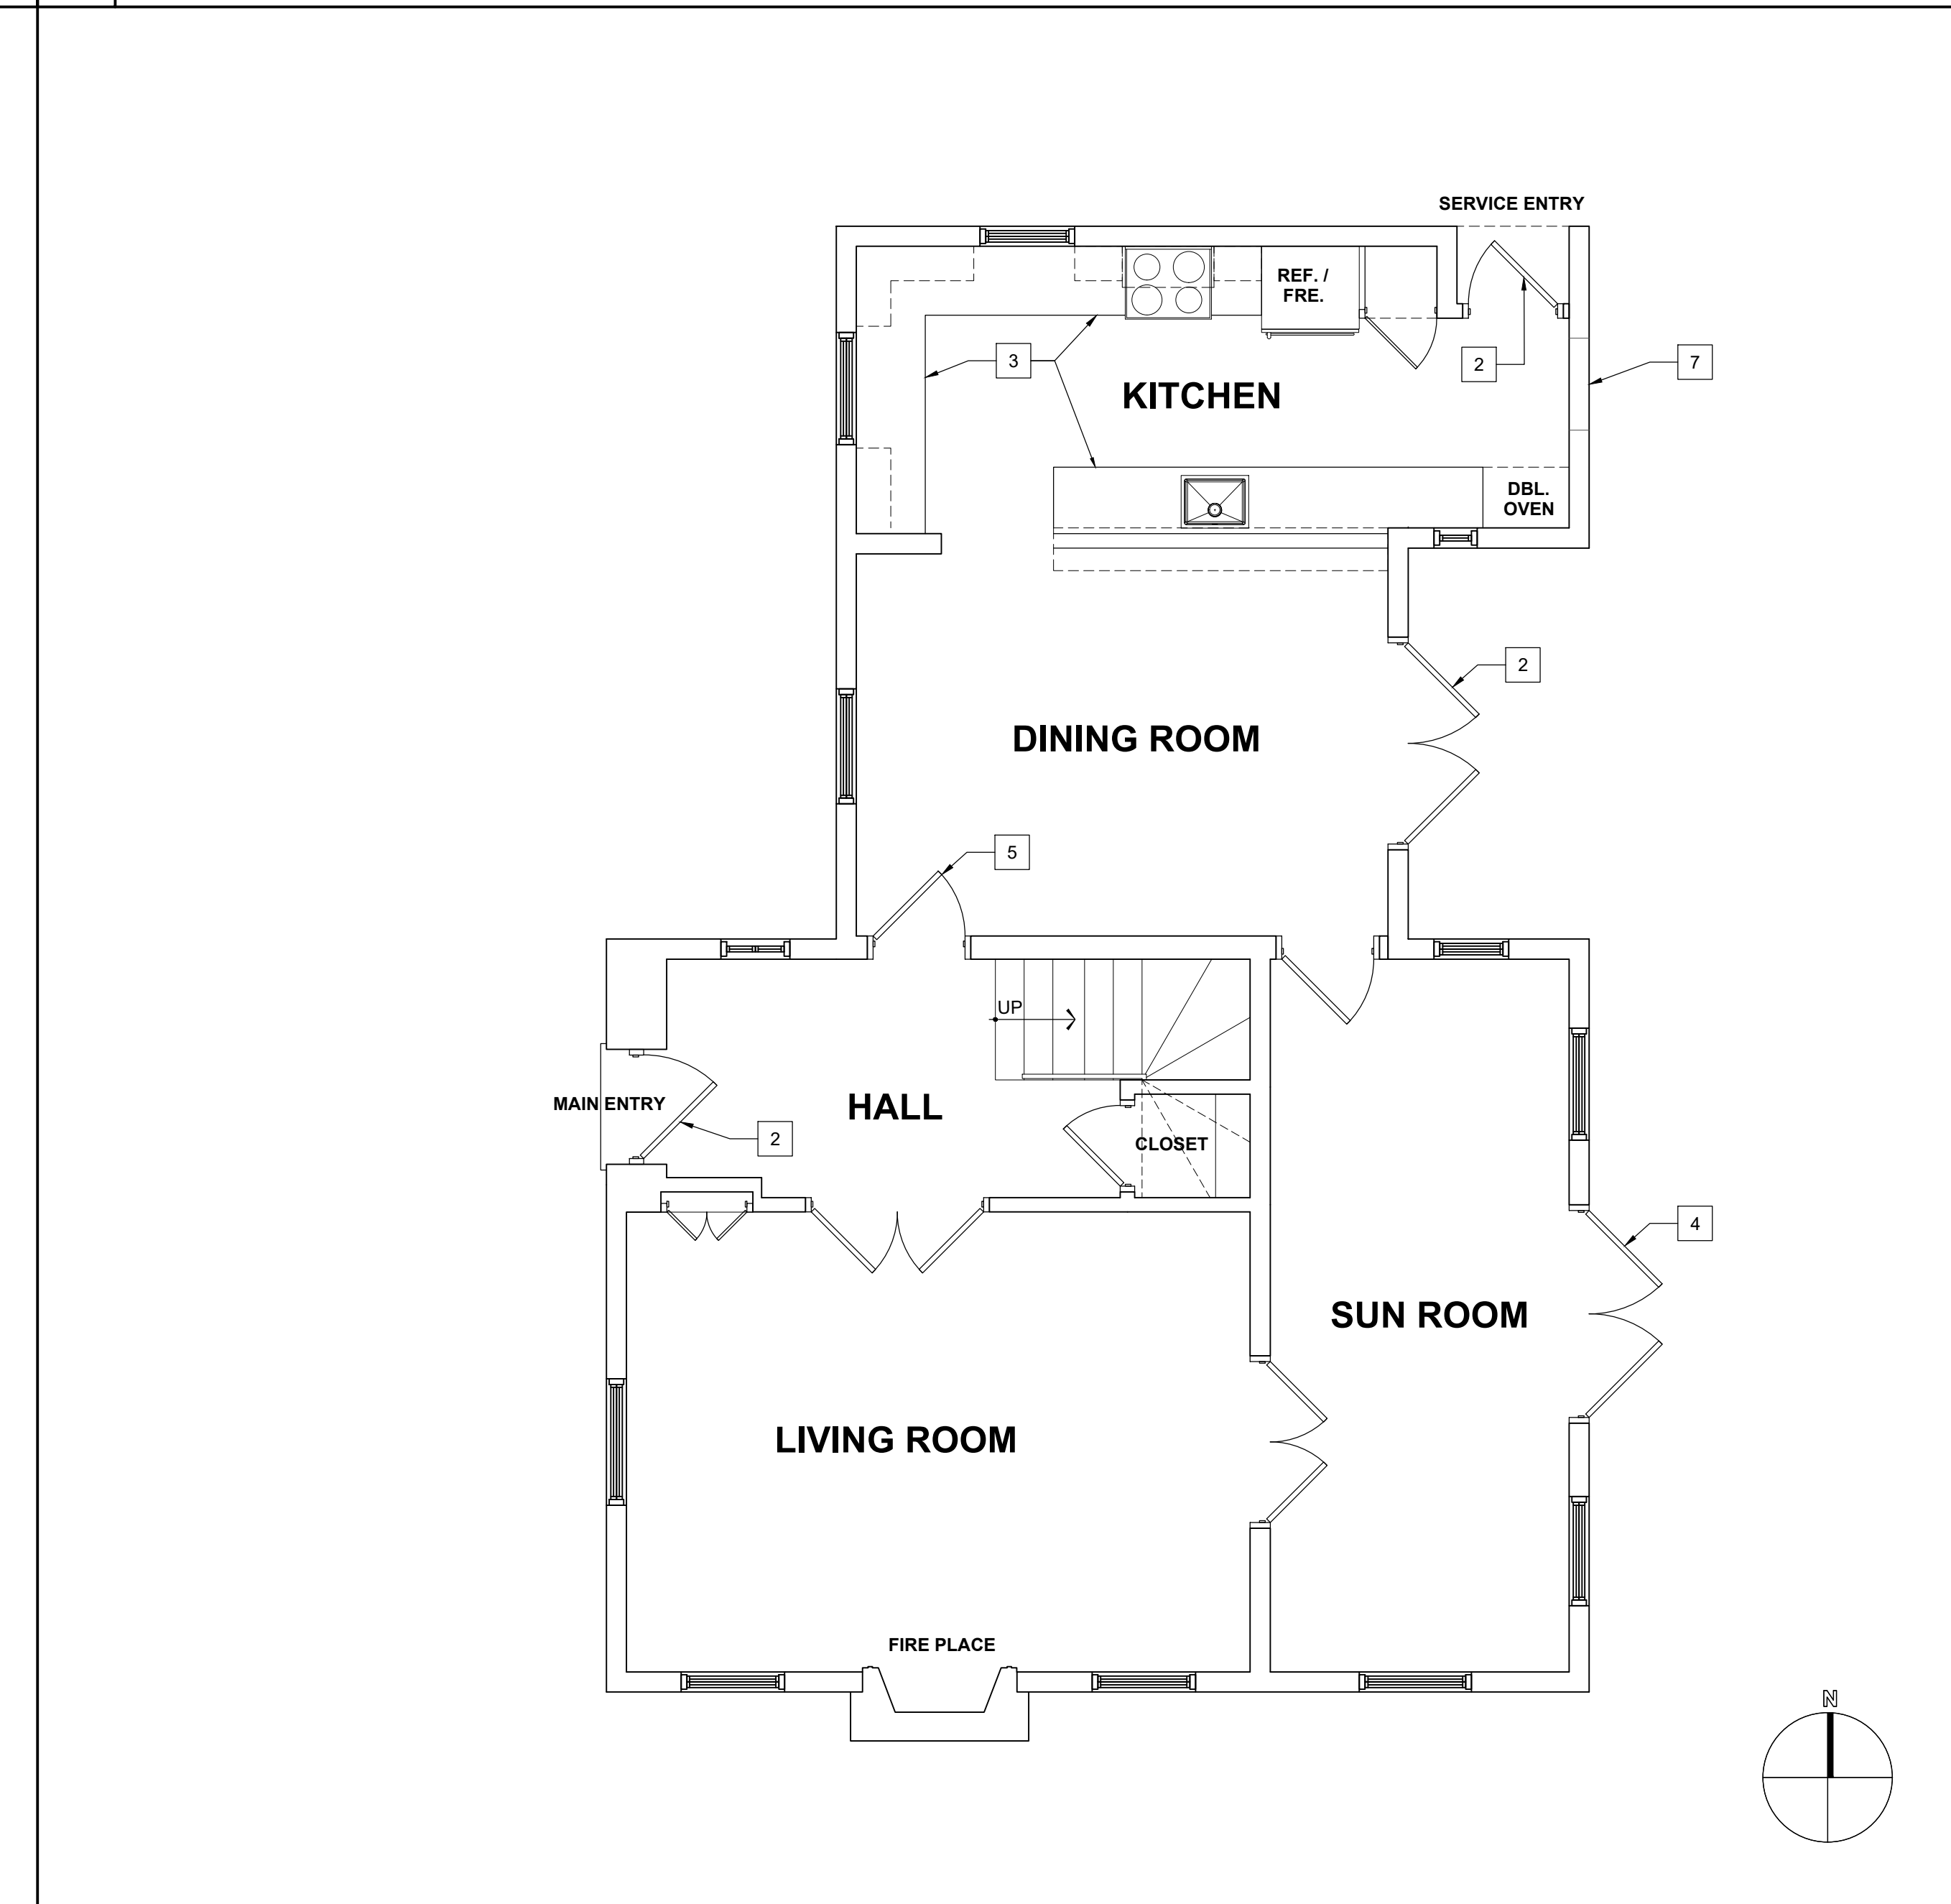 SERVICE ENTRY
REF. /
FRE.
3
2
7
KITCHEN
DBL.
OVEN
2
DINING ROOM
5
UP
MAIN ENTRY
HALL
2
CLOSET
4
SUN ROOM
LIVING ROOM
FIRE PLACE
N